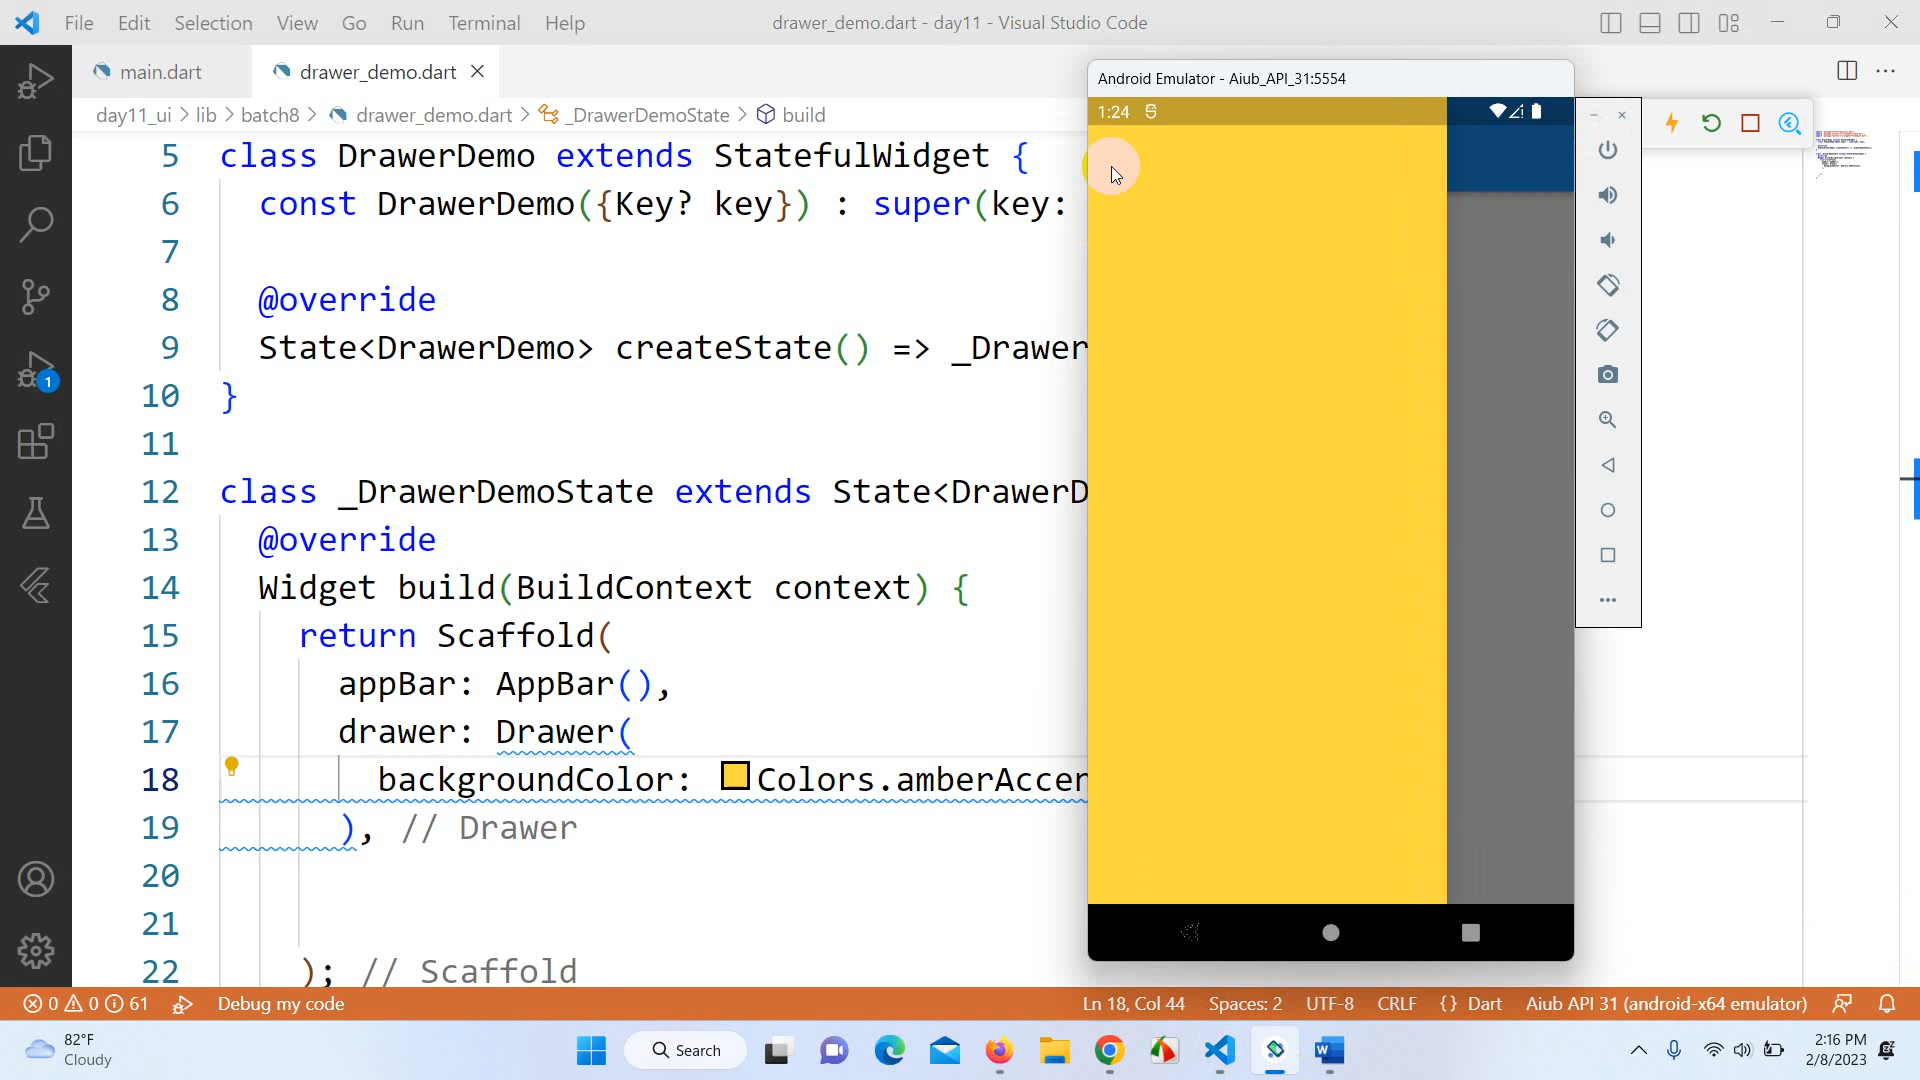 File Edit Selection View Go Run Terminal Help
drawer_demo.dart - day11 - Visual Studio Code
main.dart
drawer_demo.dart
day11_ui > lib > batch8 > drawer_demo.dart > _DrawerDemoState > build
5 class DrawerDemo extends StatefulWidget {
6 const DrawerDemo({Key? key}) : super(key:
7
8 @override
9 State<DrawerDemo> createState() => _Drawer
10 }
11
12 class _DrawerDemoState extends State<DrawerD
13 @override
14 Widget build(BuildContext context) {
15 return Scaffold(
16 appBar: AppBar(),
17 drawer: Drawer(
18 backgroundColor: Colors.amberAccer
19 ), // Drawer
20
21
22 ); // Scaffold
Android Emulator - Aiub_API_31:5554
1:24
1
0 0 61 Debug my code
Ln 18, Col 44 Spaces: 2 UTF-8 CRLF {} Dart Aiub API 31 (android-x64 emulator)
82°F
Cloudy
Search
2:16 PM
2/8/2023